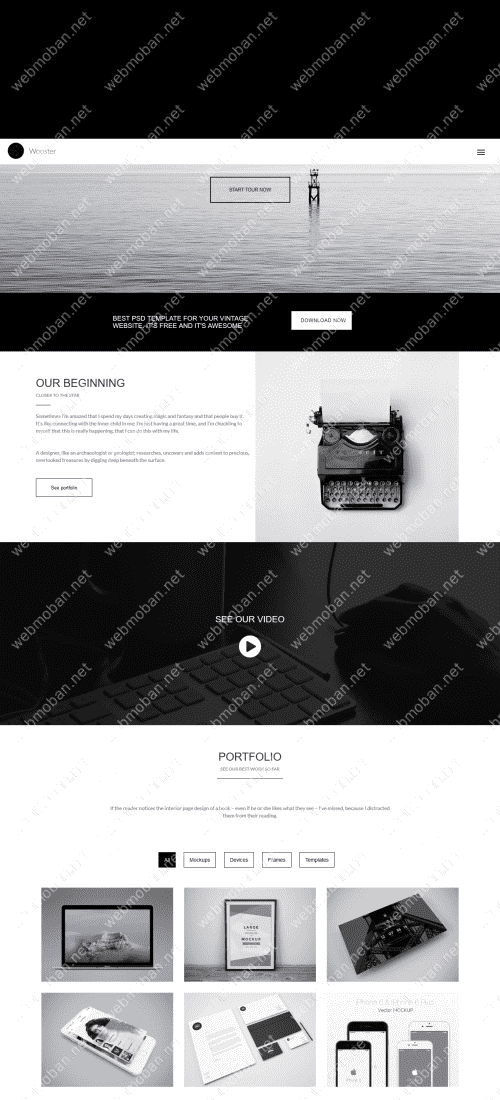 Wooster
START TOUR NOW
BEST PSD TEMPLATE FOR YOUR VINTAGE
WEBSITE, IT'S FREE AND IT'S AWESOME
DOWNLOAD NOW
OUR BEGINNING
CLOSER TO THE STAR
Sometimes I'm amazed that I spend my days creating magic and fantasy and that people buy it.
It's like connecting with the inner child in me. I'm just having a great time, and I'm chuckling to
myself that this is really happening, that I can do this with my life.
A designer, like an archaeologist or geologist, researches, uncovers and adds context to precious,
overlooked treasures by digging deep beneath the surface.
See portfolio
SEE OUR VIDEO
PORTFOLIO
SEE OUR BEST WORK SO FAR
If the reader notices the interior page design of a book – even if he or she likes what they see – I've missed, because I distracted
them from their reading.
All
Mockups
Devices
Frames
Templates
LARGE
MOCKUP
iPhone 6 & iPhone 6 Plus
Vector MOCKUP
webmoban.net